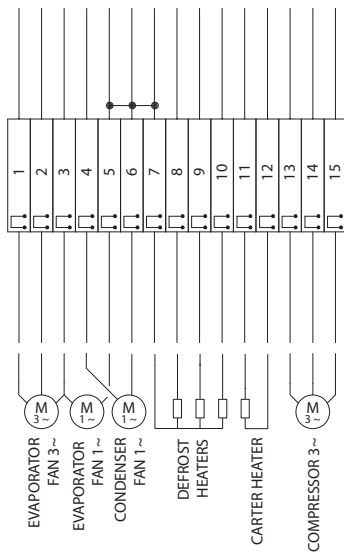 1
2
3
4
5
6
7
8
9
10
11
12
13
14
15
M
3 ~
M
1 ~
M
1 ~
M
3 ~
EVAPORATOR
FAN 3 ~
EVAPORATOR
FAN 1 ~
CONDENSER
FAN 1 ~
DEFROST
HEATERS
CARTER HEATER
COMPRESSOR 3 ~